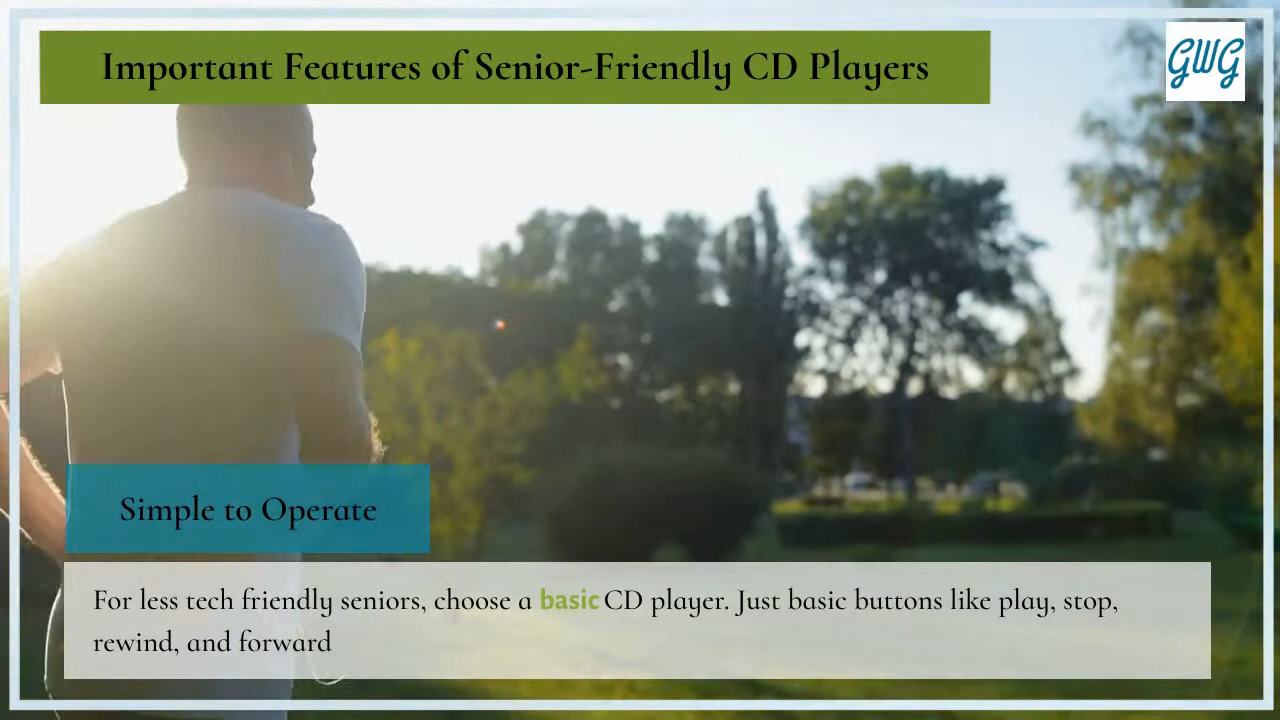 Important Features of Senior-Friendly CD Players
GWG
Simple to Operate
For less tech friendly seniors, choose a basic CD player. Just basic buttons like play, stop,
rewind, and forward